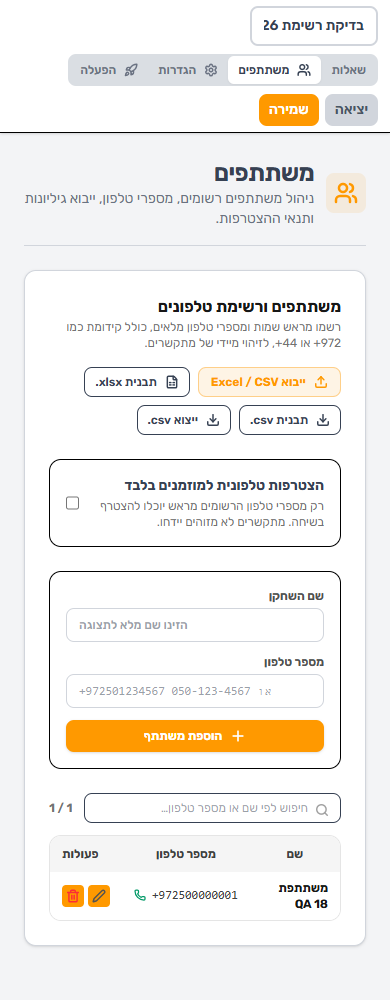 בדיקת רשימת 26
שאלות משתתפים הגדרות הפעלה
יציאה שמירה
משתתפים
ניהול משתתפים רשומים, מספרי טלפון, ייבוא גיליונות
ותנאי ההצטרפות.
משתתפים ורשימת טלפונים
רשמו מראש שמות ומספרי טלפון מלאים, כולל קידומת כמו
+972 או +44, לזיהוי מיידי של מתקשרים.
ייבוא Excel / CSV תבנית .xlsx
תבנית .csv ייצוא .csv
הצטרפות טלפונית למוזמנים בלבד
רק מספרי טלפון הרשומים מראש יוכלו להצטרף
בשיחה. מתקשרים לא מזוהים יידחו.
שם השחקן
הזינו שם מלא לתצוגה
מספר טלפון
+972501234567 או 050-123-4567
הוספת משתתף
חיפוש לפי שם או מספר טלפון... 1 / 1
שם מספר טלפון פעולות
משתתפת +972500000001
QA 18